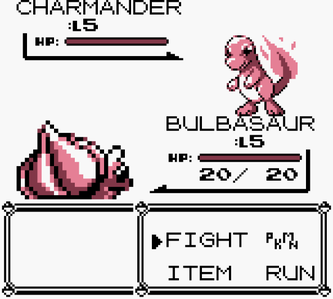 CHARMANDER
:L5
HP:
BULBASAUR
:L5
HP:
20/ 20
FIGHT PKMN
ITEM RUN